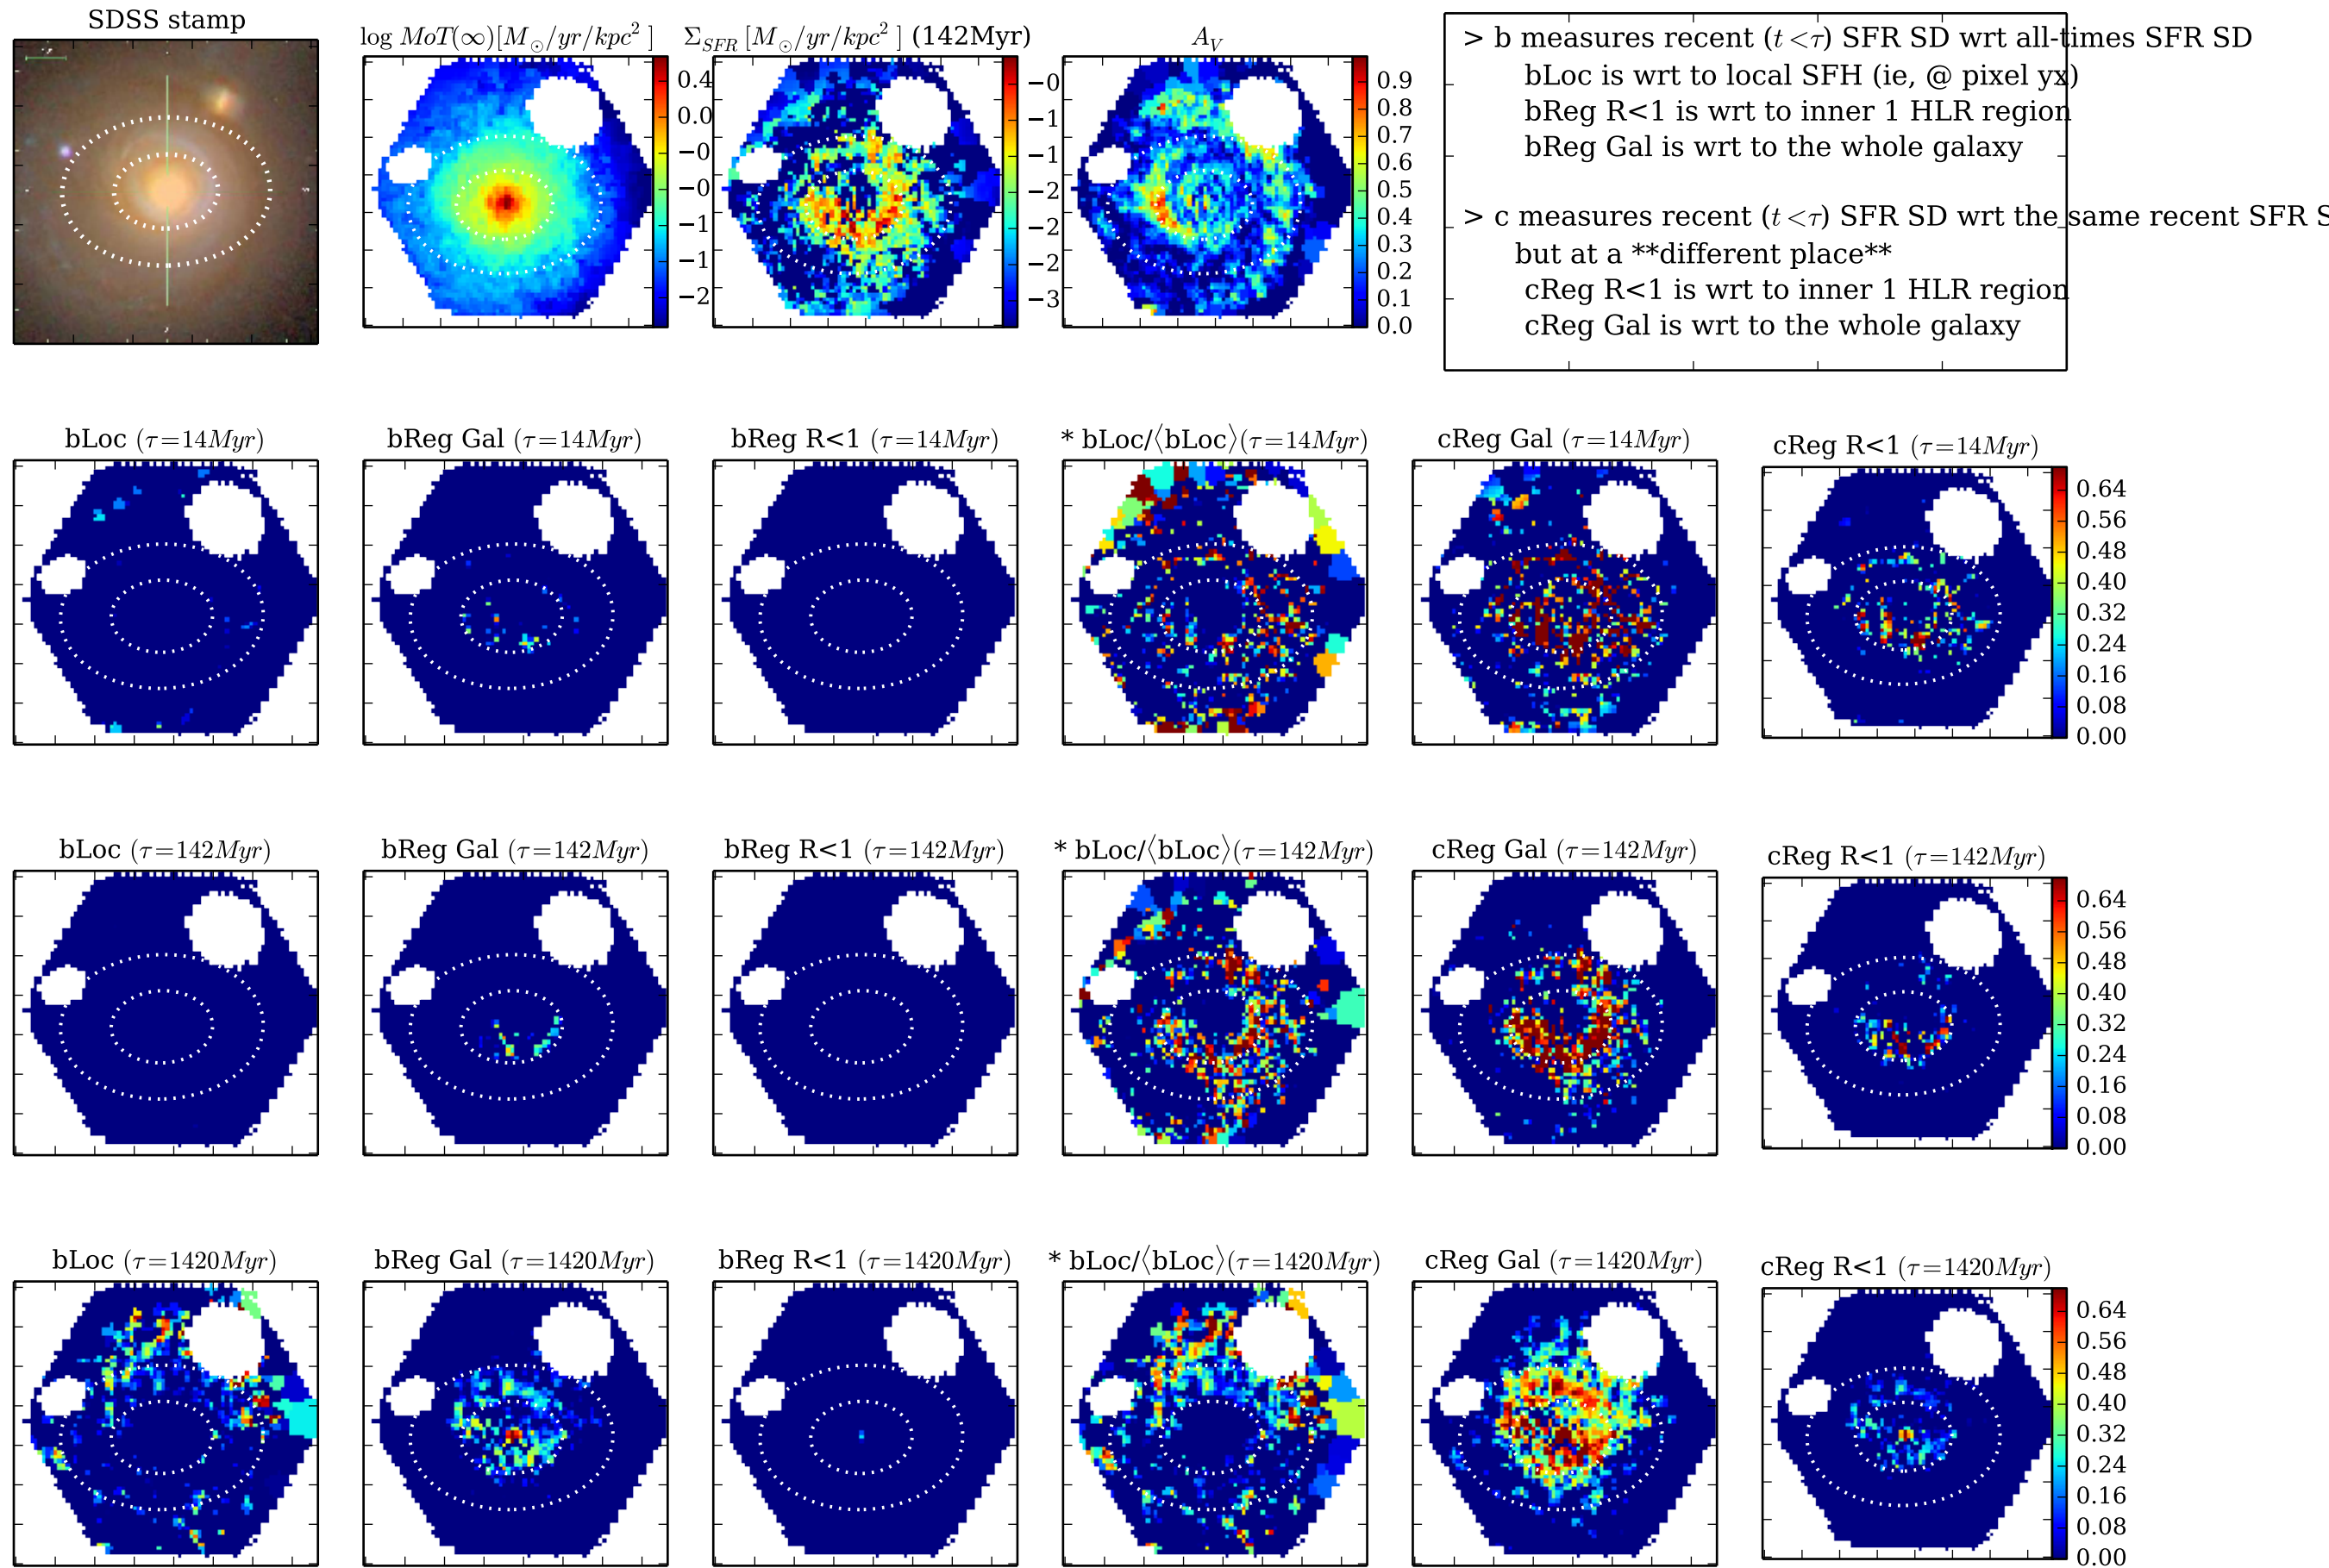 SDSS stamp
log MoT(∞)[M⊙/yr/kpc² ]
Σ_SFR [M⊙/yr/kpc² ] (142Myr)
A_V
0.4
0.0
−0
−0
−1
−1
−2
−0
−1
−1
−2
−2
−2
−3
0.9
0.8
0.7
0.6
0.5
0.4
0.3
0.2
0.1
0.0
> b measures recent (t<τ) SFR SD wrt all-times SFR SD
bLoc is wrt to local SFH (ie, @ pixel yx)
bReg R<1 is wrt to inner 1 HLR region
bReg Gal is wrt to the whole galaxy
> c measures recent (t<τ) SFR SD wrt the same recent SFR S
but at a **different place**
cReg R<1 is wrt to inner 1 HLR region
cReg Gal is wrt to the whole galaxy
bLoc (τ=14Myr)
bReg Gal (τ=14Myr)
bReg R<1 (τ=14Myr)
* bLoc/⟨bLoc⟩(τ=14Myr)
cReg Gal (τ=14Myr)
cReg R<1 (τ=14Myr)
0.64
0.56
0.48
0.40
0.32
0.24
0.16
0.08
0.00
bLoc (τ=142Myr)
bReg Gal (τ=142Myr)
bReg R<1 (τ=142Myr)
* bLoc/⟨bLoc⟩(τ=142Myr)
cReg Gal (τ=142Myr)
cReg R<1 (τ=142Myr)
0.64
0.56
0.48
0.40
0.32
0.24
0.16
0.08
0.00
bLoc (τ=1420Myr)
bReg Gal (τ=1420Myr)
bReg R<1 (τ=1420Myr)
* bLoc/⟨bLoc⟩(τ=1420Myr)
cReg Gal (τ=1420Myr)
cReg R<1 (τ=1420Myr)
0.64
0.56
0.48
0.40
0.32
0.24
0.16
0.08
0.00